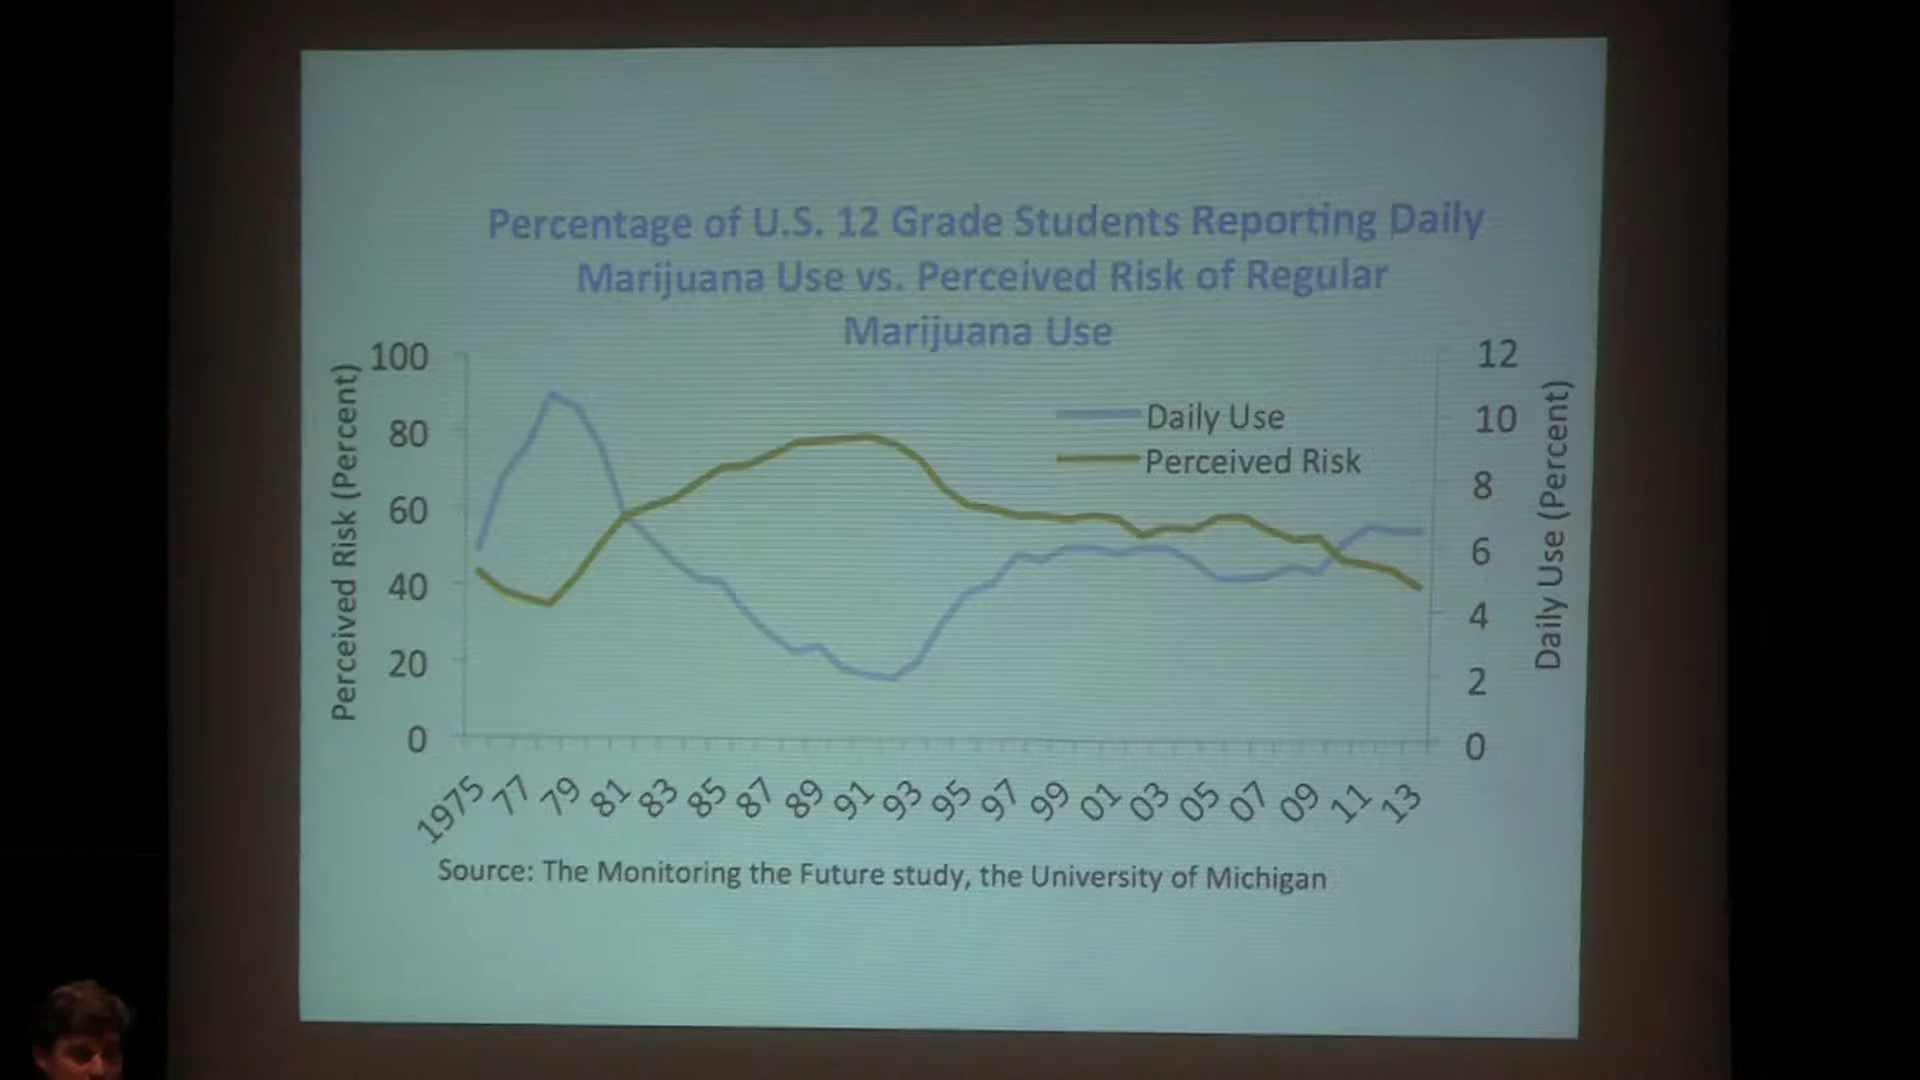 Percentage of U.S. 12 Grade Students Reporting Daily
Marijuana Use vs. Perceived Risk of Regular
Marijuana Use
Perceived Risk (Percent)
100
80
60
40
20
0
Daily Use
Perceived Risk
12
10
8
6
4
2
0
Daily Use (Percent)
1975 77 79 81 83 85 87 89 91 93 95 97 99 01 03 05 07 09 11 13
Source: The Monitoring the Future study, the University of Michigan